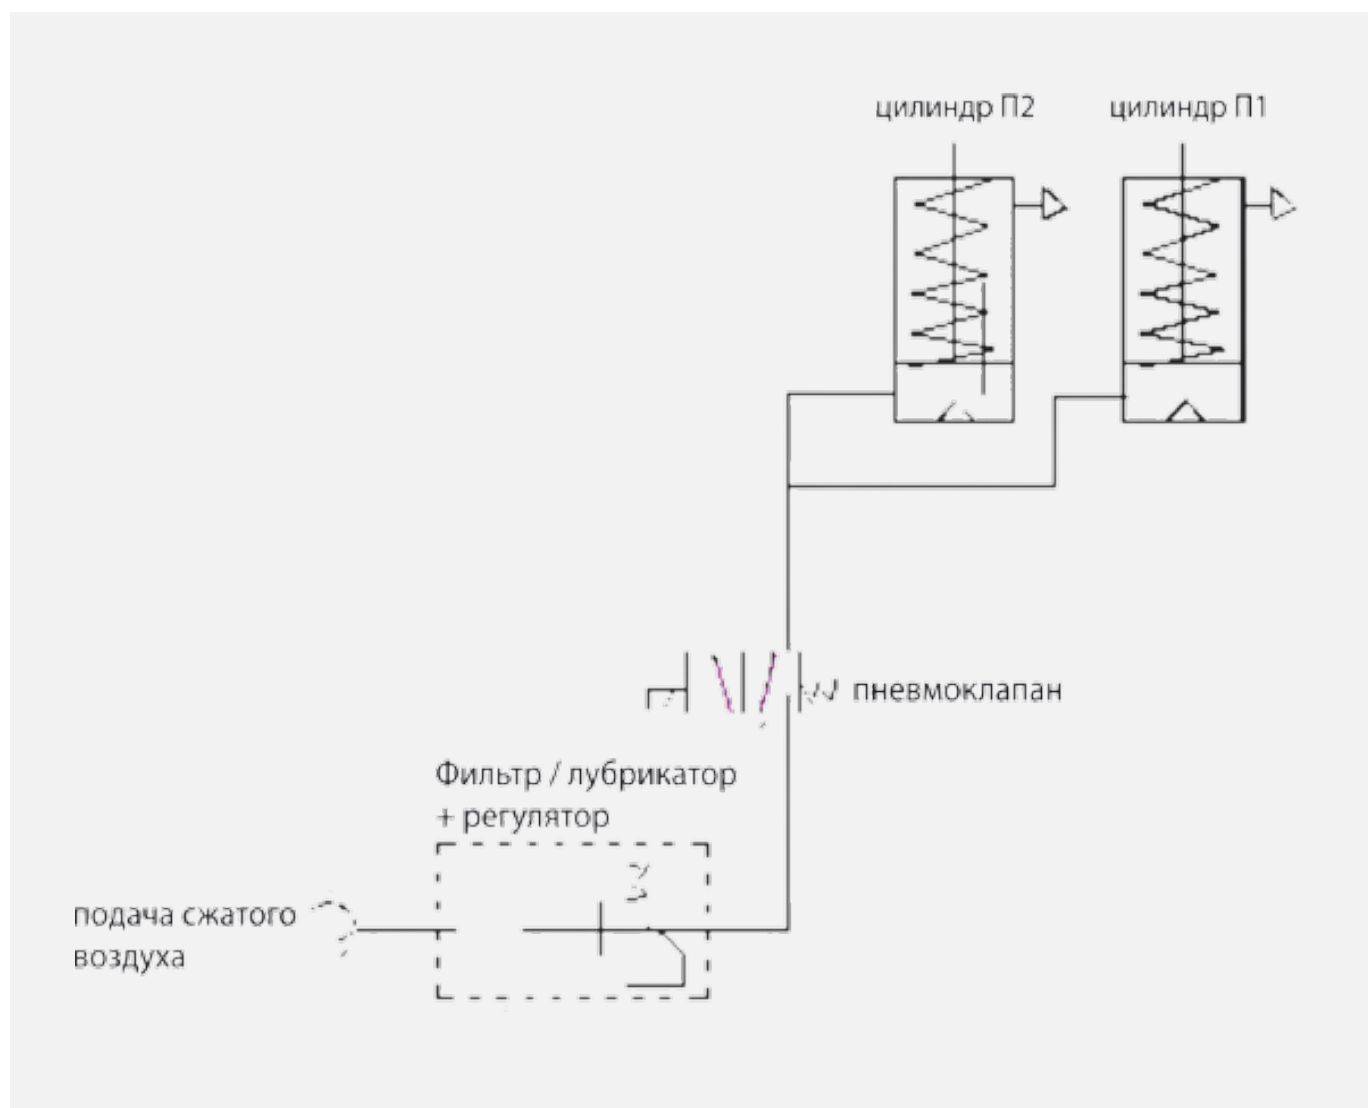 цилиндр П2
цилиндр П1
пневмоклапан
Фильтр / лубрикатор
+ регулятор
подача сжатого
воздуха